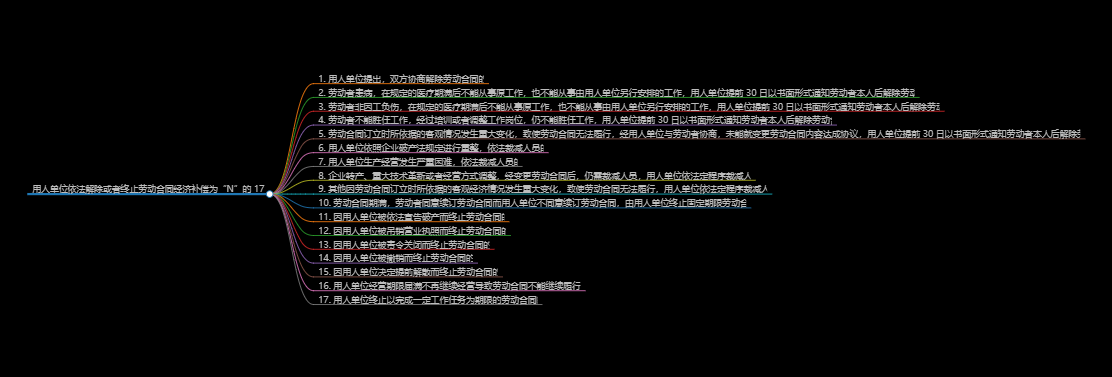 1. 用人单位提出，双方协商解除劳动合同的
2. 劳动者患病，在规定的医疗期满后不能从事原工作，也不能从事由用人单位另行安排的工作，用人单位提前 30 日以书面形式通知劳动者本人后解除劳
3. 劳动者非因工负伤，在规定的医疗期满后不能从事原工作，也不能从事由用人单位另行安排的工作，用人单位提前 30 日以书面形式通知劳动者本人后解除劳
4. 劳动者不能胜任工作，经过培训或者调整工作岗位，仍不能胜任工作，用人单位提前 30 日以书面形式通知劳动者本人后解除劳动
5. 劳动合同订立时所依据的客观情况发生重大变化，致使劳动合同无法履行，经用人单位与劳动者协商，未能就变更劳动合同内容达成协议，用人单位提前 30 日以书面形式通知劳动者本人后解除
6. 用人单位依照企业破产法规定进行重整，依法裁减人员的
7. 用人单位生产经营发生严重困难，依法裁减人员的
8. 企业转产、重大技术革新或者经营方式调整，经变更劳动合同后，仍需裁减人员，用人单位依法定程序裁减人
用人单位依法解除或者终止劳动合同经济补偿为“N”的 17
9. 其他因劳动合同订立时所依据的客观经济情况发生重大变化，致使劳动合同无法履行，用人单位依法定程序裁减人
10. 劳动合同期满，劳动者同意续订劳动合同而用人单位不同意续订劳动合同，由用人单位终止固定期限劳动合
11. 因用人单位被依法宣告破产而终止劳动合同的
12. 因用人单位被吊销营业执照而终止劳动合同的
13. 因用人单位被责令关闭而终止劳动合同的
14. 因用人单位被撤销而终止劳动合同的
15. 因用人单位决定提前解散而终止劳动合同的
16. 用人单位经营期限届满不再继续经营导致劳动合同不能继续履行
17. 用人单位终止以完成一定工作任务为期限的劳动合同